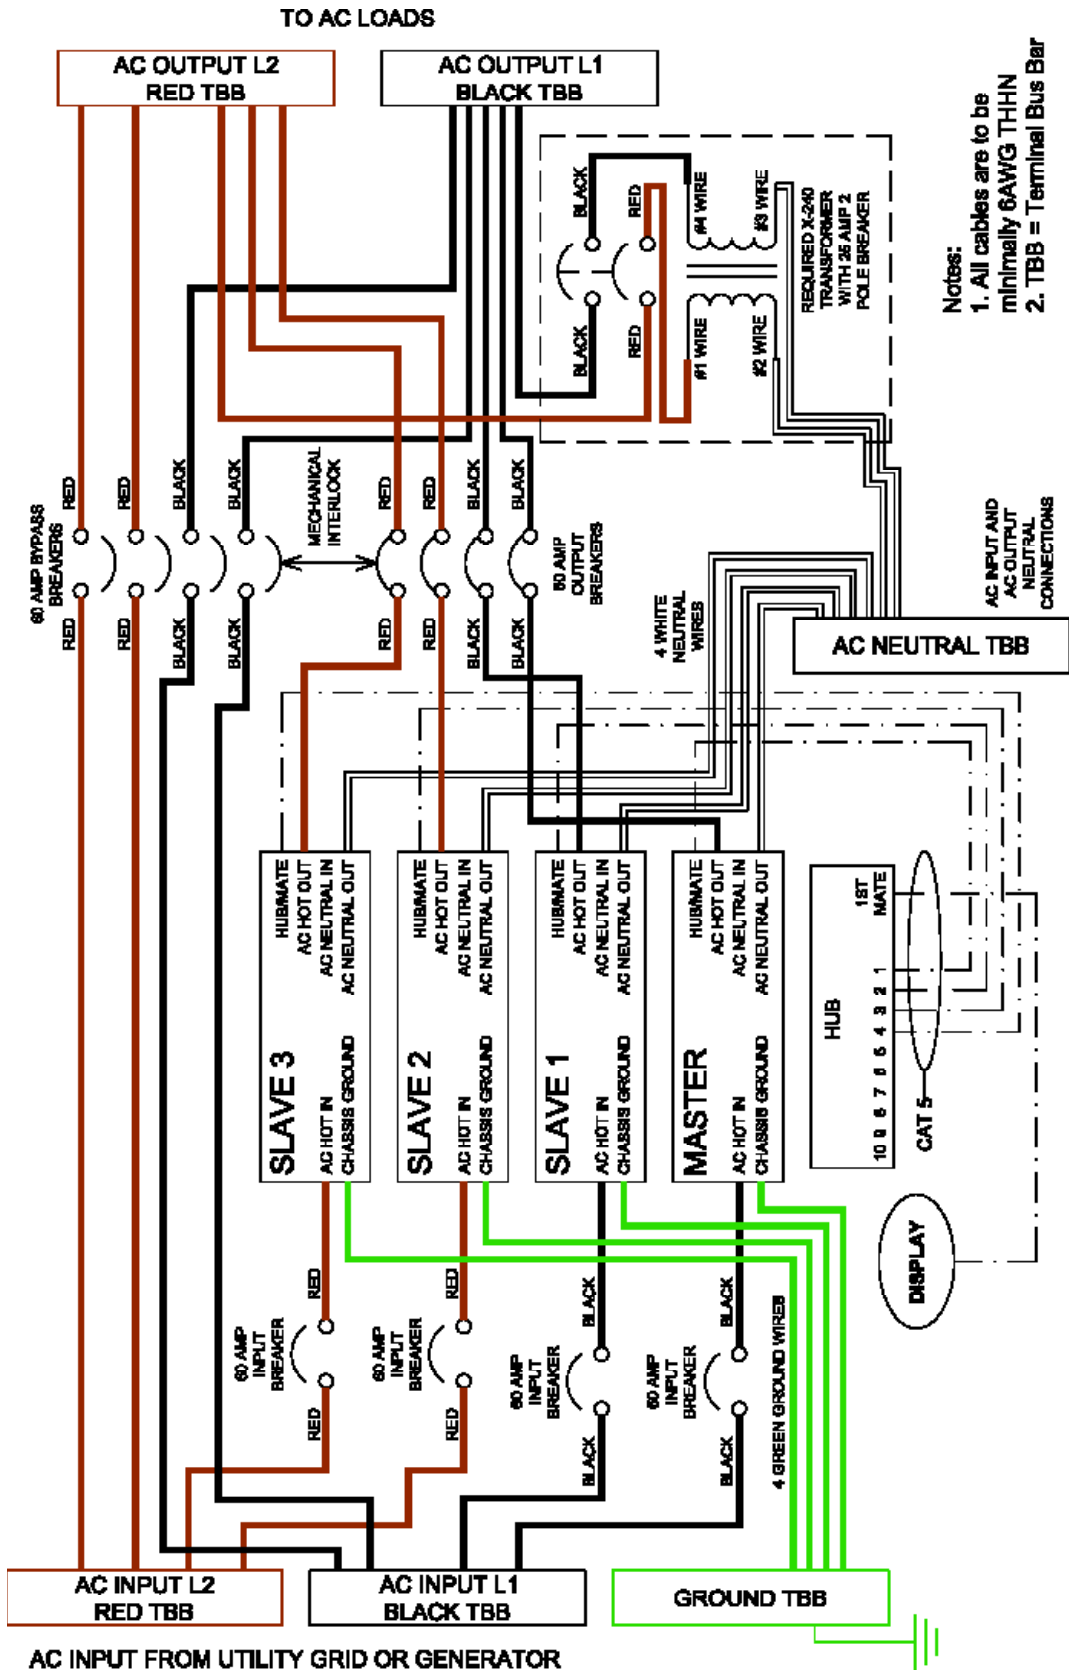 TO AC LOADS
AC OUTPUT L2
RED TBB
AC OUTPUT L1
BLACK TBB
Notes:
1. All cables are to be
minimally 6AWG THHN
2. TBB = Terminal Bus Bar
BLACK
RED
#4 WIRE
#3 WIRE
BLACK
RED
#1 WIRE
#2 WIRE
REQUIRED X-240
TRANSFORMER
WITH 25 AMP 2
POLE BREAKER
60 AMP BYPASS
BREAKERS
RED
RED
BLACK
BLACK
MECHANICAL
INTERLOCK
RED
RED
BLACK
BLACK
60 AMP
OUTPUT
BREAKERS
RED
RED
BLACK
BLACK
RED
RED
BLACK
BLACK
4 WHITE
NEUTRAL
WIRES
AC INPUT AND
AC OUTPUT
NEUTRAL
CONNECTIONS
AC NEUTRAL TBB
HUB/MATE
AC HOT OUT
AC NEUTRAL IN
AC NEUTRAL OUT
SLAVE 3
AC HOT IN
CHASSIS GROUND
HUB/MATE
AC HOT OUT
AC NEUTRAL IN
AC NEUTRAL OUT
SLAVE 2
AC HOT IN
CHASSIS GROUND
HUB/MATE
AC HOT OUT
AC NEUTRAL IN
AC NEUTRAL OUT
SLAVE 1
AC HOT IN
CHASSIS GROUND
HUB/MATE
AC HOT OUT
AC NEUTRAL IN
AC NEUTRAL OUT
MASTER
AC HOT IN
CHASSIS GROUND
HUB
1ST
MATE
10 9 8 7 6 5 4 3 2 1
CAT 5
DISPLAY
RED
60 AMP
INPUT
BREAKER
RED
RED
60 AMP
INPUT
BREAKER
RED
BLACK
60 AMP
INPUT
BREAKER
BLACK
BLACK
60 AMP
INPUT
BREAKER
BLACK
4 GREEN GROUND WIRES
AC INPUT L2
RED TBB
AC INPUT L1
BLACK TBB
GROUND TBB
AC INPUT FROM UTILITY GRID OR GENERATOR